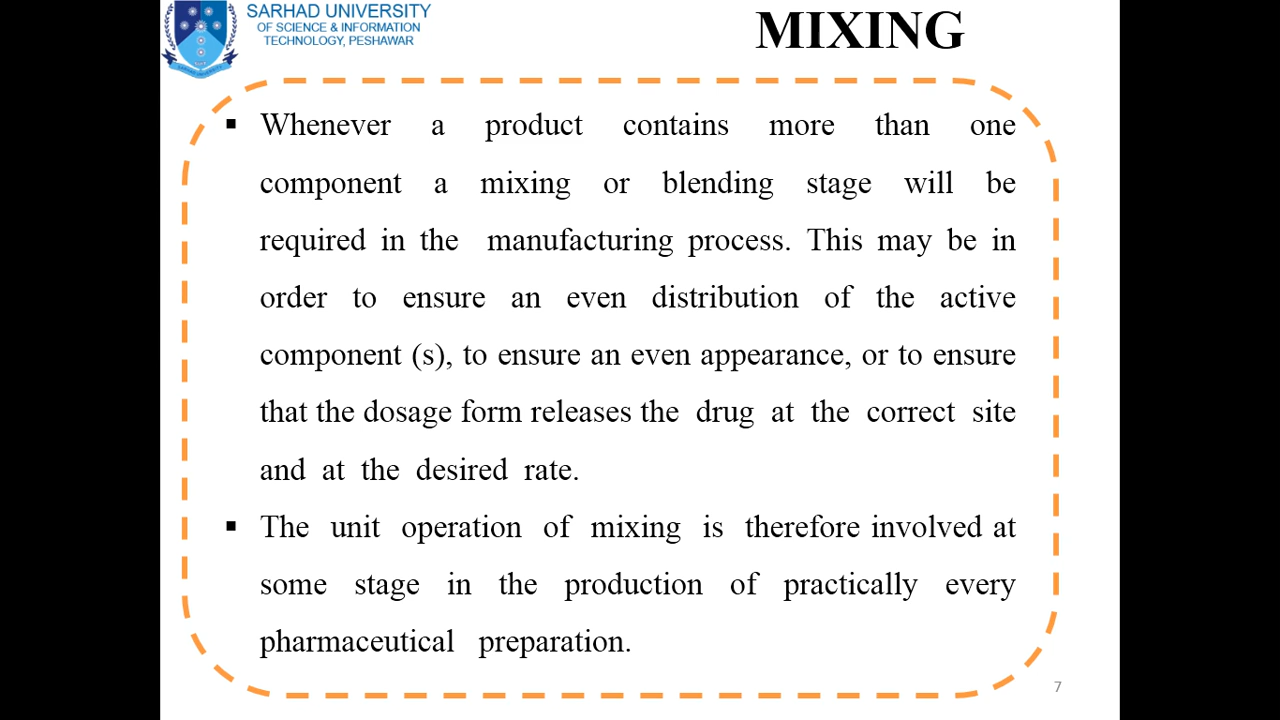 SARHAD UNIVERSITY
OF SCIENCE & INFORMATION
TECHNOLOGY, PESHAWAR
MIXING
▪ Whenever a product contains more than one
component a mixing or blending stage will be
required in the manufacturing process. This may be in
order to ensure an even distribution of the active
component (s), to ensure an even appearance, or to ensure
that the dosage form releases the drug at the correct site
and at the desired rate.
▪ The unit operation of mixing is therefore involved at
some stage in the production of practically every
pharmaceutical preparation.
7